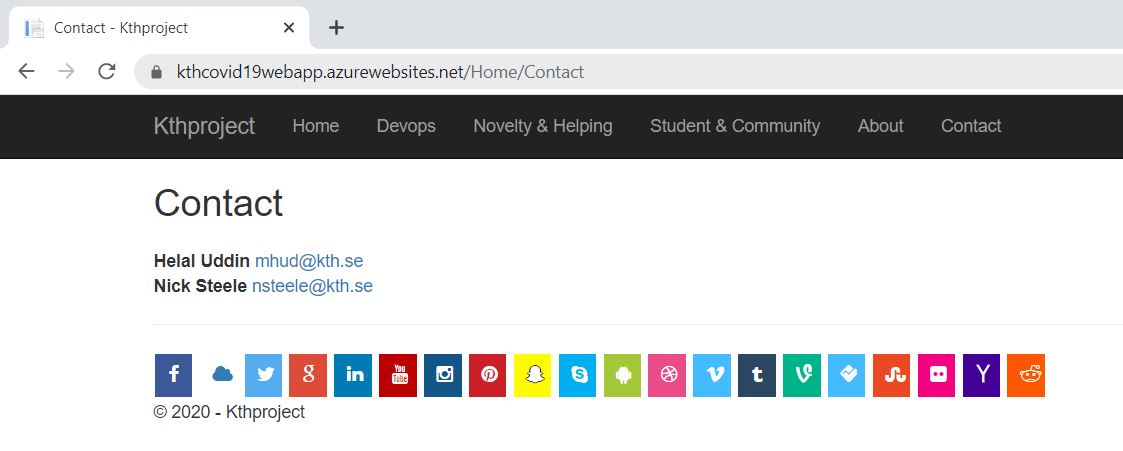 Contact - Kthproject
kthcovid19webapp.azurewebsites.net/Home/Contact
Kthproject Home Devops Novelty & Helping Student & Community About Contact
Contact
Helal Uddin mhud@kth.se
Nick Steele nsteele@kth.se
f g in You Tube S t Y
© 2020 - Kthproject